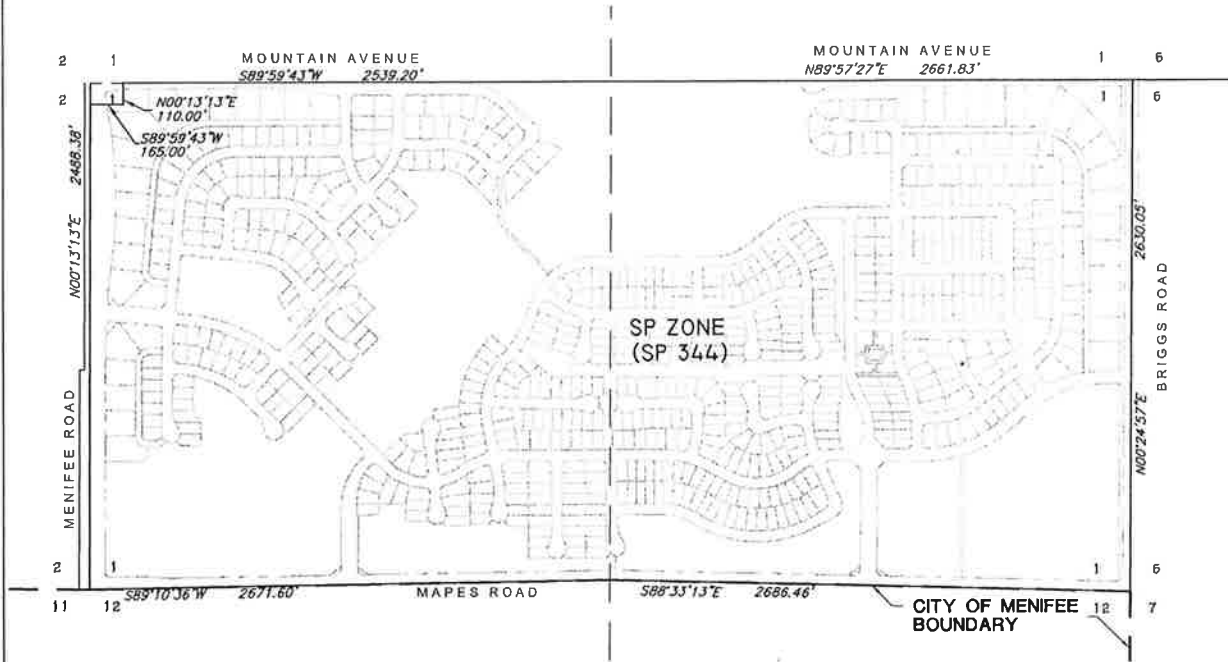 MOUNTAIN AVENUE
S89°59'43"W 2539.20'
MOUNTAIN AVENUE
N89°57'27"E 2661.83'
2 1
1 6
2 1
1 6
N00°13'13"E
110.00'
S89°59'43"W
165.00'
2488.38'
N00°13'13"E
MENIFEE ROAD
SP ZONE
(SP 344)
2630.05'
BRIGGS ROAD
N00°24'57"E
2 1
1 6
S89°10'36"W 2671.60'
MAPES ROAD
S88°33'13"E 2686.46'
11 12
CITY OF MENIFEE
BOUNDARY
12 7